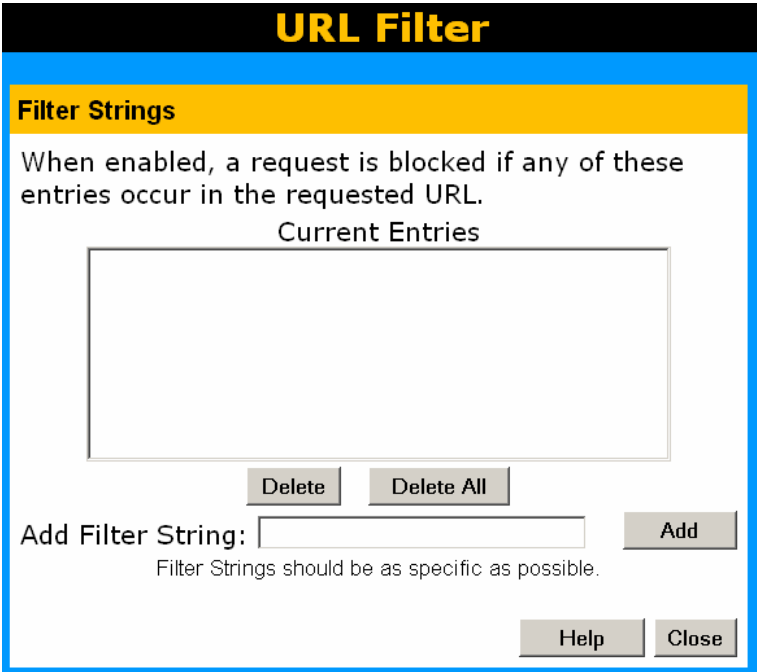 URL Filter
Filter Strings
When enabled, a request is blocked if any of these
entries occur in the requested URL.
Current Entries
Delete Delete All
Add Filter String: Add
Filter Strings should be as specific as possible.
Help Close